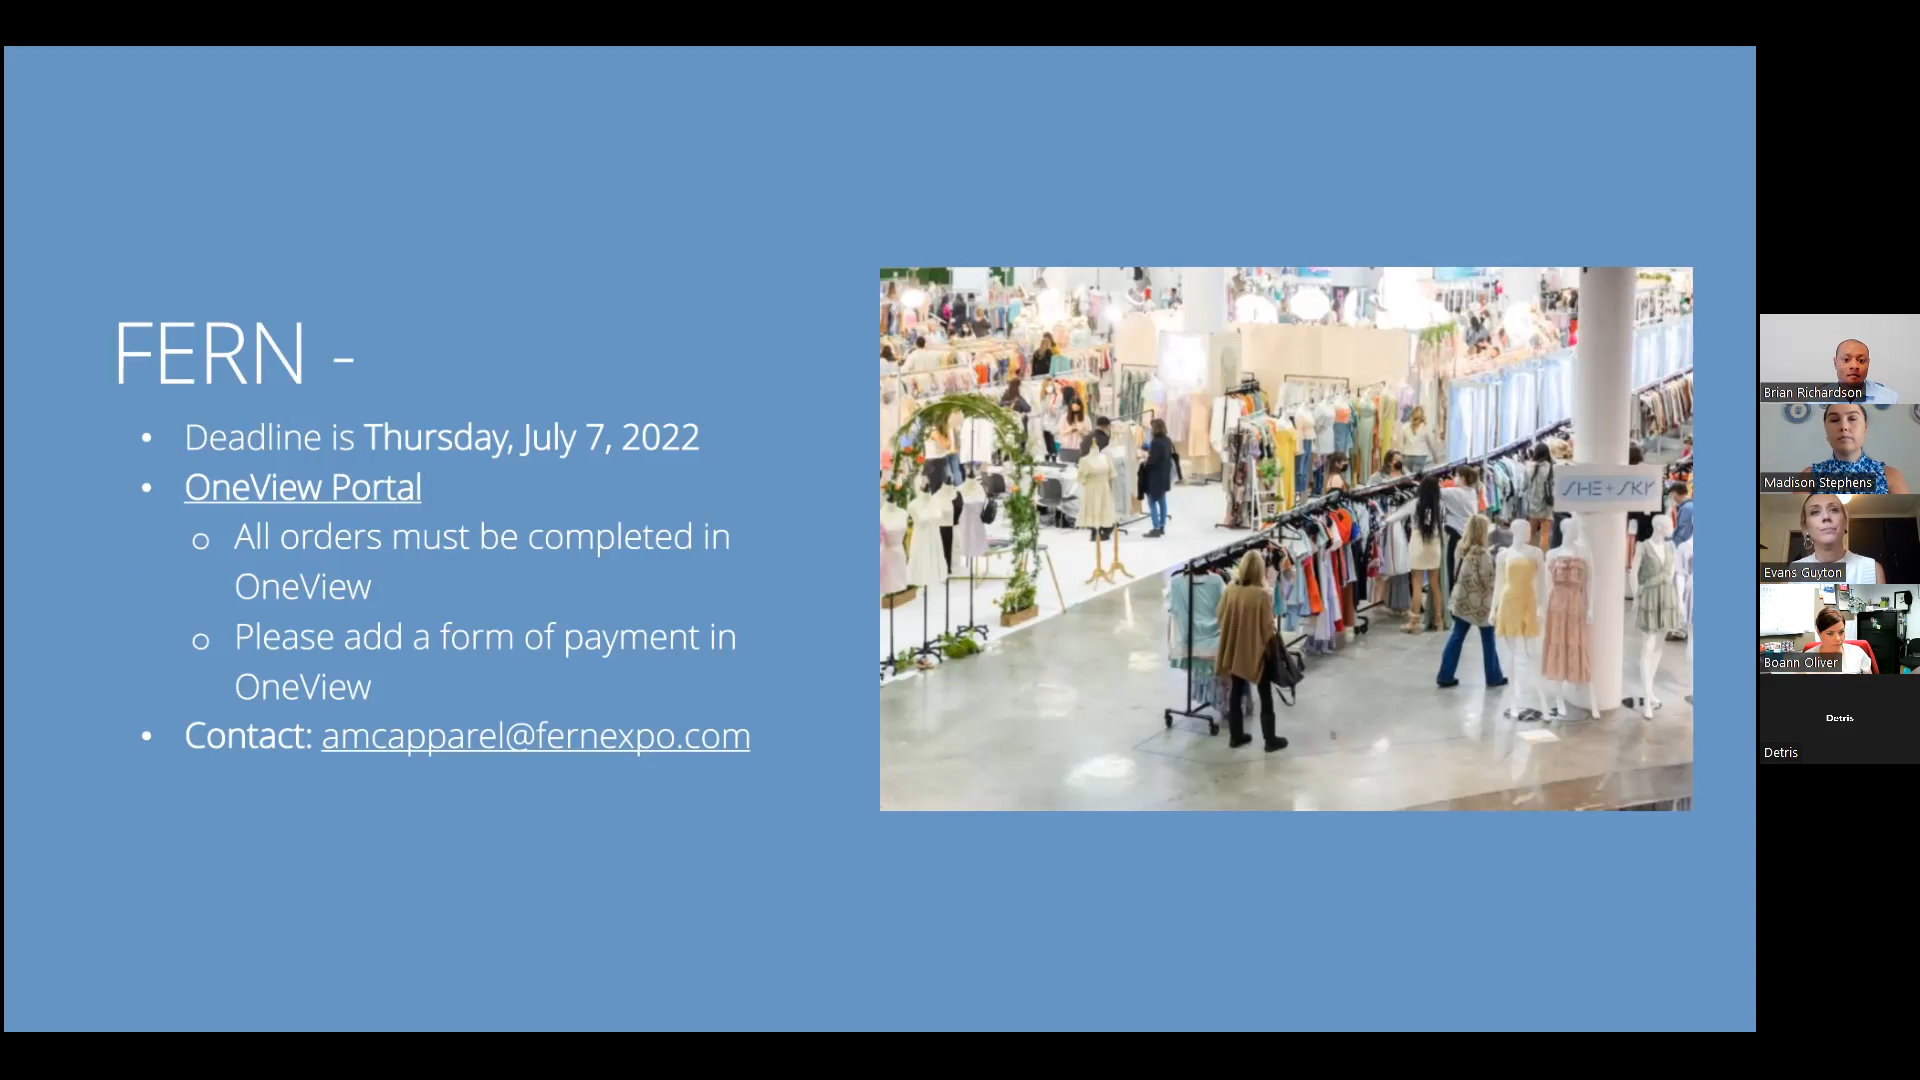 FERN -
• Deadline is Thursday, July 7, 2022
• OneView Portal
o All orders must be completed in
OneView
o Please add a form of payment in
OneView
• Contact: amcapparel@fernexpo.com
SHE+SKY
Brian Richardson
Madison Stephens
Evans Guyton
Boann Oliver
Detris
Detris